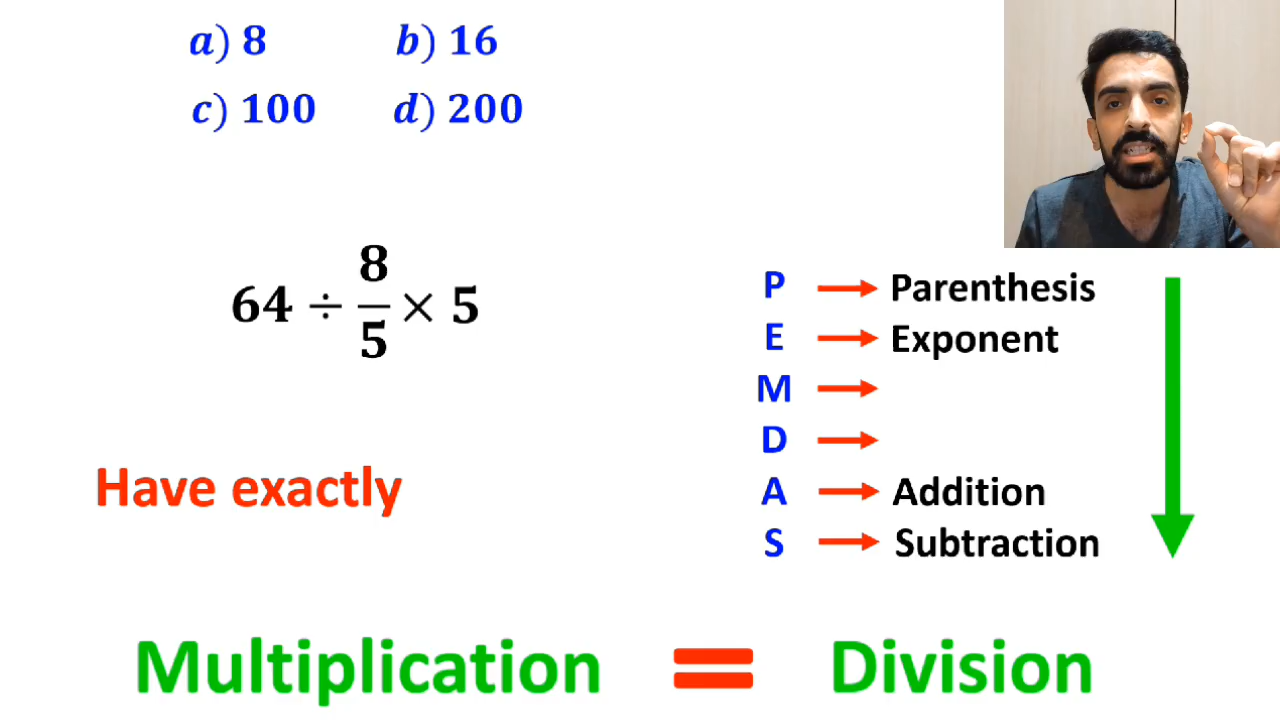 a) 8 b) 16
c) 100 d) 200
64 ÷ 8/5 × 5
P → Parenthesis
E → Exponent
M →
D →
A → Addition
S → Subtraction
Have exactly
Multiplication = Division